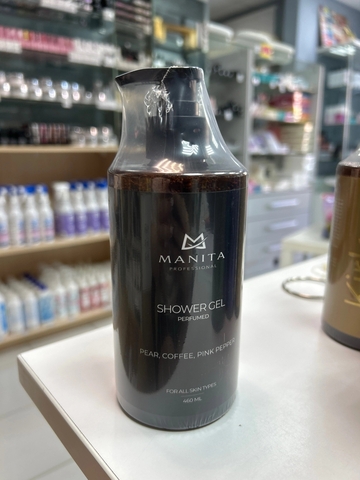 MANITA
PROFESSIONAL
SHOWER GEL
PERFUMED
PEAR, COFFEE, PINK PEPPER
FOR ALL SKIN TYPES
460 ML